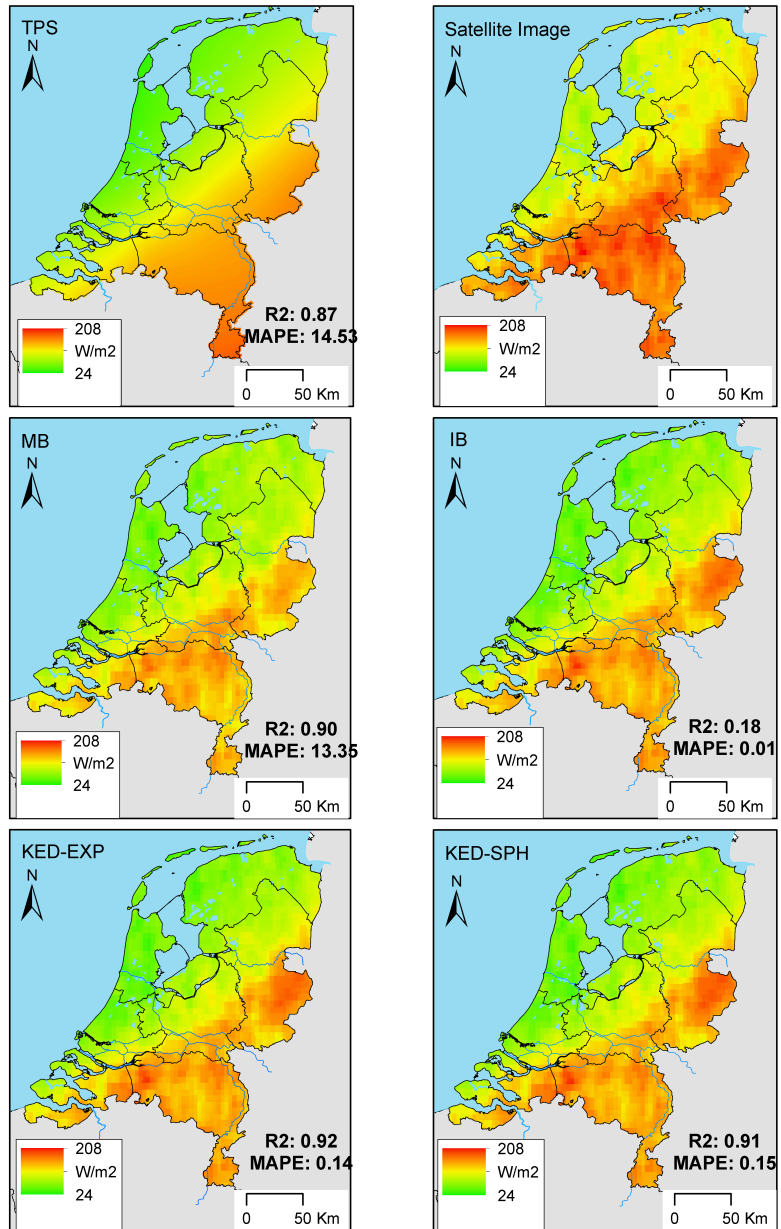 TPS
N
R2: 0.87
MAPE: 14.53
208
W/m2
24
0 50 Km
Satellite Image
N
208
W/m2
24
0 50 Km
MB
N
R2: 0.90
MAPE: 13.35
208
W/m2
24
0 50 Km
IB
N
R2: 0.18
MAPE: 0.01
208
W/m2
24
0 50 Km
KED-EXP
N
R2: 0.92
MAPE: 0.14
208
W/m2
24
0 50 Km
KED-SPH
N
R2: 0.91
MAPE: 0.15
208
W/m2
24
0 50 Km